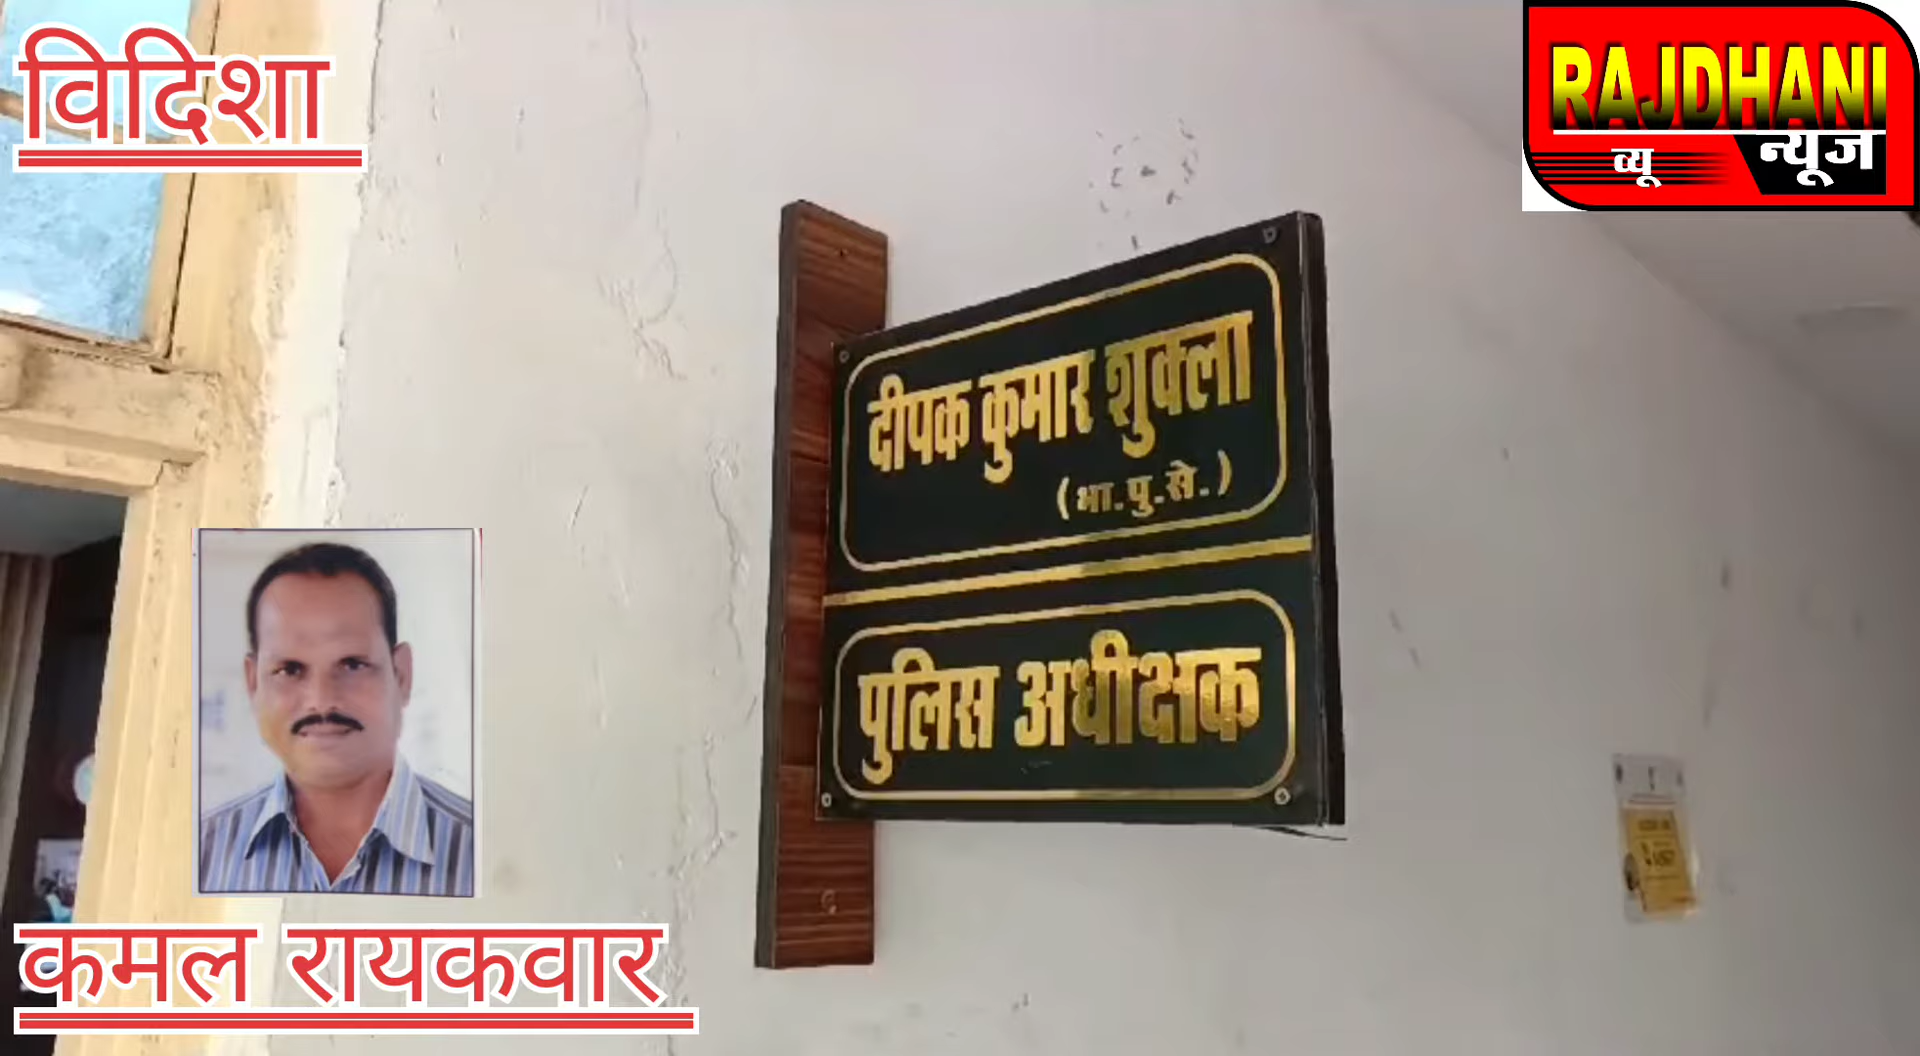 विदिशा
RAJDHANI
व्यू न्यूज
दीपक कुमार शुक्ला
(भा.पु.से.)
पुलिस अधीक्षक
कमल रायकवार